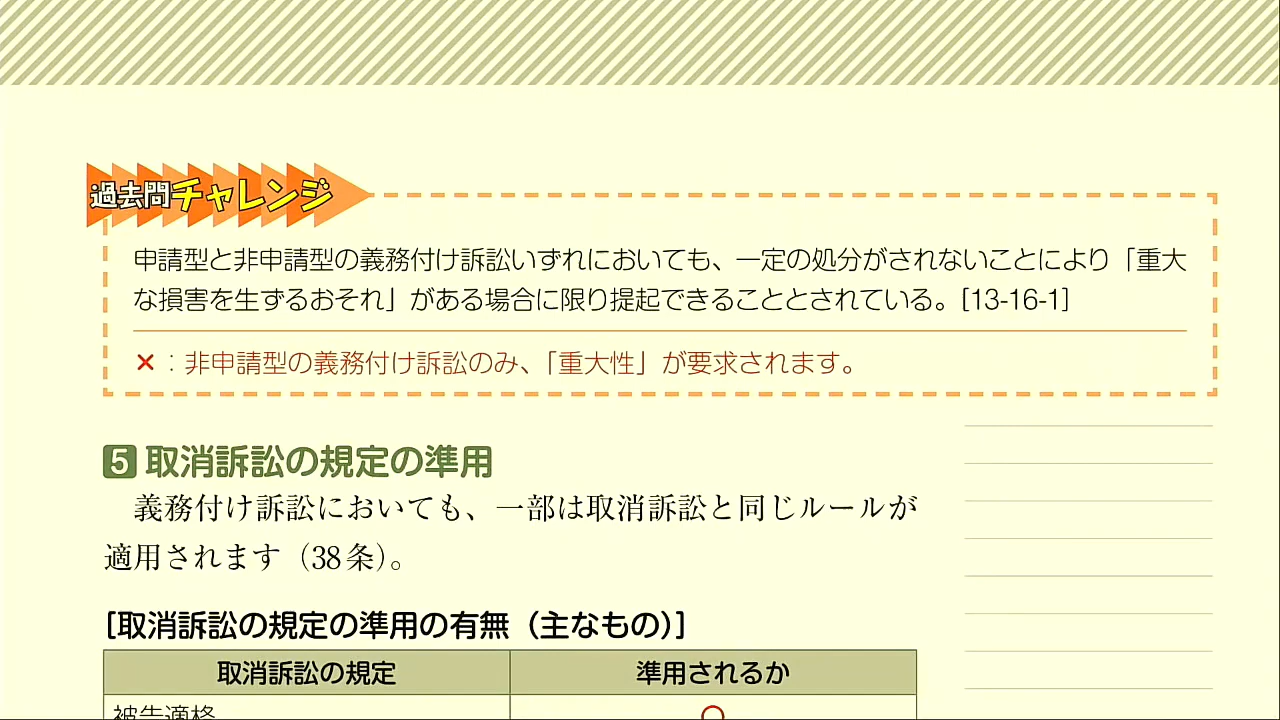 過去問チャレンジ
申請型と非申請型の義務付け訴訟いずれにおいても、一定の処分がされないことにより「重大
な損害を生ずるおそれ」がある場合に限り提起できることとされている。[13-16-1]
×：非申請型の義務付け訴訟のみ、「重大性」が要求されます。
5 取消訴訟の規定の準用
義務付け訴訟においても、一部は取消訴訟と同じルールが
適用されます（38条）。
[取消訴訟の規定の準用の有無（主なもの）]
取消訴訟の規定 準用されるか
被告適格 ○